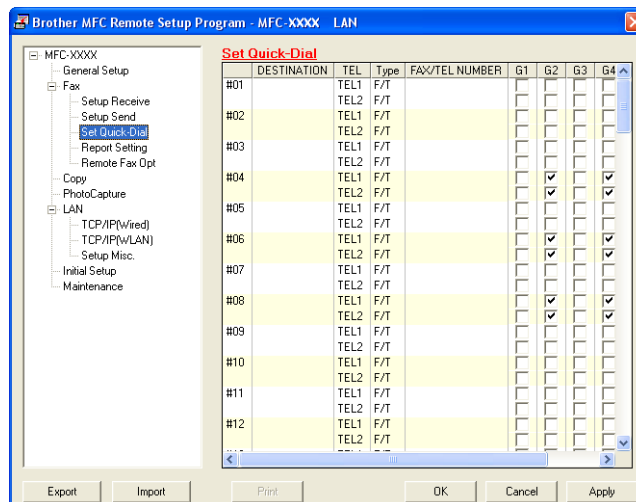 Brother MFC Remote Setup Program - MFC-XXXX LAN
MFC-XXXX
General Setup
Fax
Setup Receive
Setup Send
Set Quick-Dial
Report Setting
Remote Fax Opt
Copy
PhotoCapture
LAN
TCP/IP(Wired)
TCP/IP(WLAN)
Setup Misc.
Initial Setup
Maintenance
Set Quick-Dial
DESTINATION TEL Type FAX/TEL NUMBER G1 G2 G3 G4
#01 TEL1 F/T
TEL2 F/T
#02 TEL1 F/T
TEL2 F/T
#03 TEL1 F/T
TEL2 F/T
#04 TEL1 F/T
TEL2 F/T
#05 TEL1 F/T
TEL2 F/T
#06 TEL1 F/T
TEL2 F/T
#07 TEL1 F/T
TEL2 F/T
#08 TEL1 F/T
TEL2 F/T
#09 TEL1 F/T
TEL2 F/T
#10 TEL1 F/T
TEL2 F/T
#11 TEL1 F/T
TEL2 F/T
#12 TEL1 F/T
TEL2 F/T
Export Import Print OK Cancel Apply